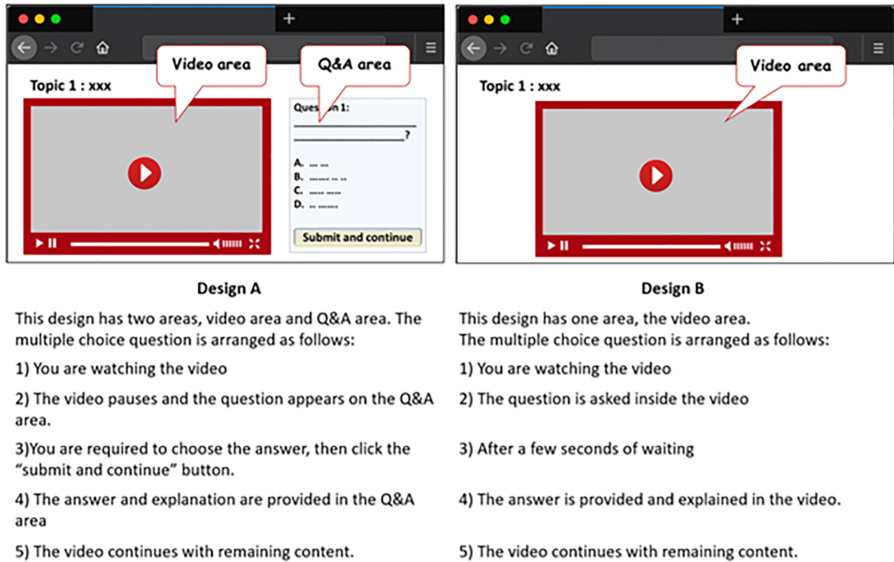 Video area
Q&A area
Topic 1 : xxx
Question 1:
?
A. ... ...
B. ....... .. ..
C. ..... .....
D. .. .......
Submit and continue
Video area
Topic 1 : xxx
Design A
This design has two areas, video area and Q&A area. The
multiple choice question is arranged as follows:
1) You are watching the video
2) The video pauses and the question appears on the Q&A
area.
3)You are required to choose the answer, then click the
“submit and continue” button.
4) The answer and explanation are provided in the Q&A
area
5) The video continues with remaining content.
Design B
This design has one area, the video area.
The multiple choice question is arranged as follows:
1) You are watching the video
2) The question is asked inside the video
3) After a few seconds of waiting
4) The answer is provided and explained in the video.
5) The video continues with remaining content.